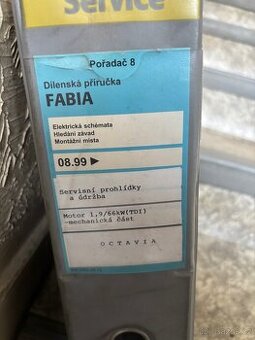 Service
Pořadač 8
Dílenská příručka
FABIA
Elektrická schémata
Hledání závad
Montážní místa
08.99 ►
Servisní prohlídky
a údržba
Motor 1,9/66kW(TDI)
-mechanická část
OCTAVIA